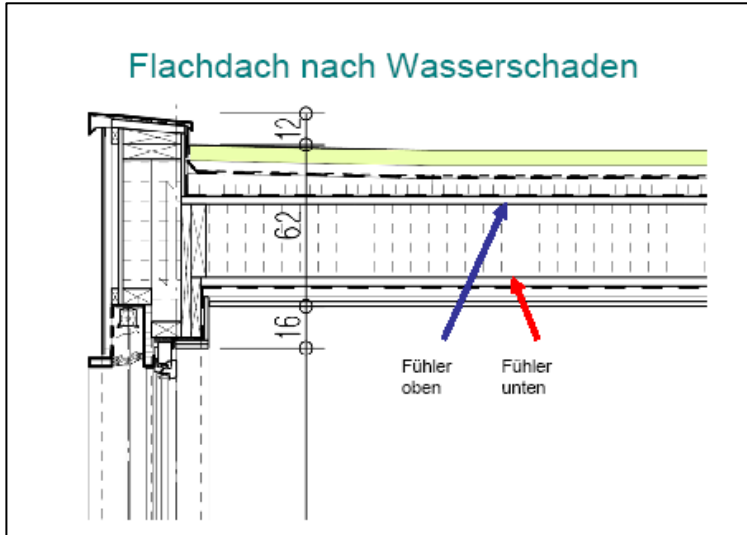 Flachdach nach Wasserschaden
12
62
16
Fühler
oben
Fühler
unten